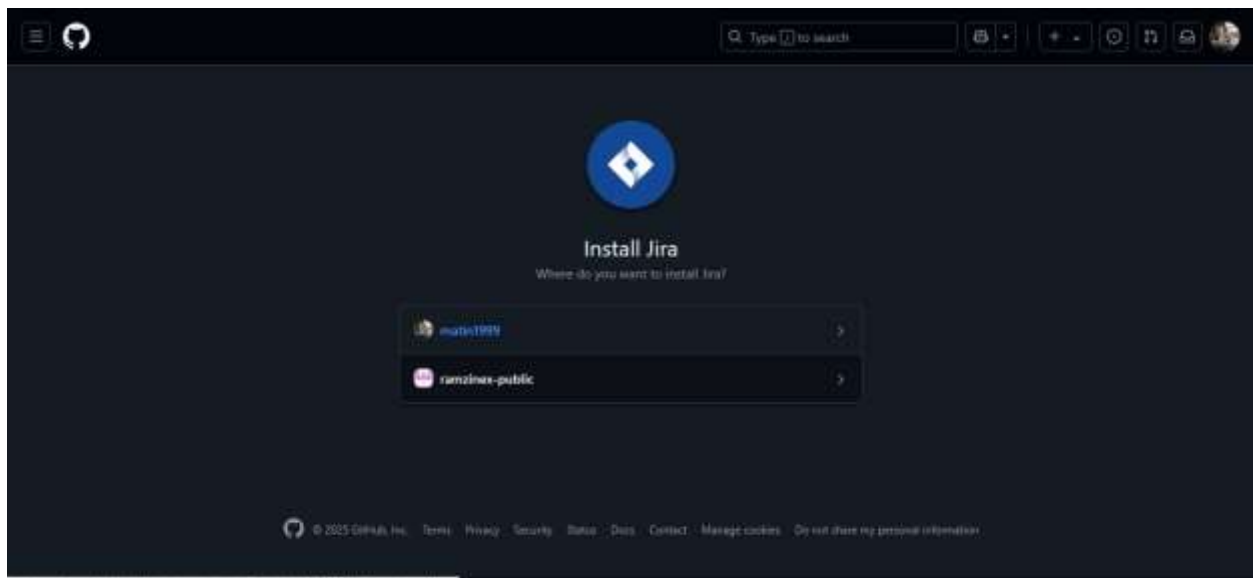 Type / to search
Install Jira
Where do you want to install Jira?
matin1999
ramzinex-public
© 2025 GitHub, Inc. Terms Privacy Security Status Docs Contact Manage cookies Do not share my personal information